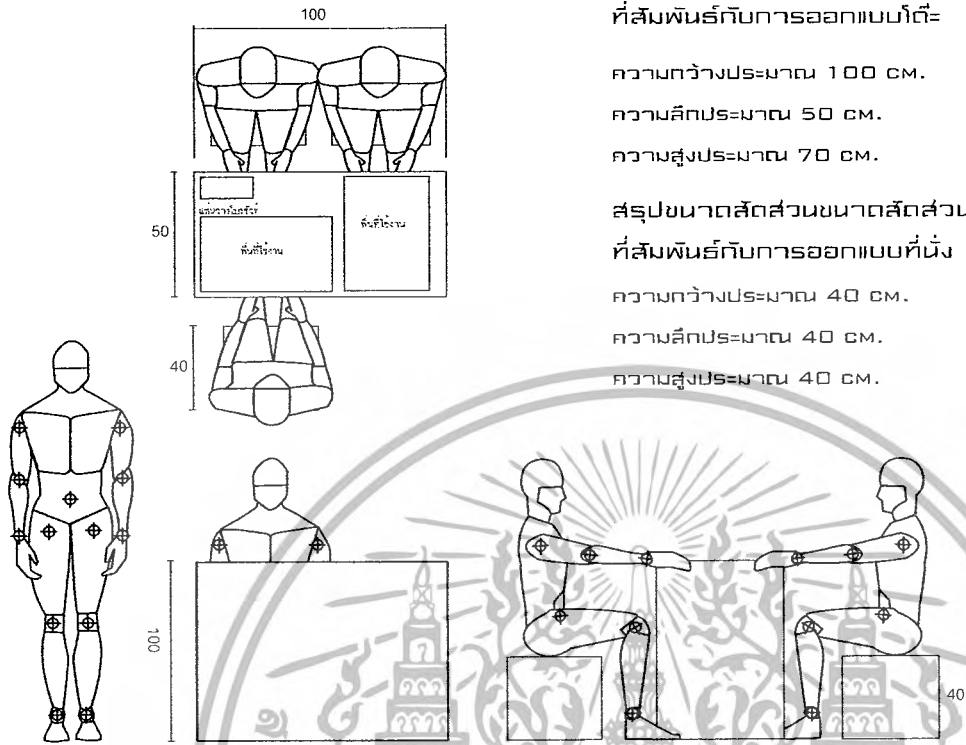 100
ที่สัมพันธ์กับการออกแบบโต๊ะ
ความกว้างประมาณ 100 CM.
ความลึกประมาณ 50 CM.
ความสูงประมาณ 70 CM.
สรุปขนาดสัดส่วนขนาดสัดส่วน
ที่สัมพันธ์กับการออกแบบที่นั่ง
ความกว้างประมาณ 40 CM.
ความลึกประมาณ 40 CM.
ความสูงประมาณ 40 CM.
50
พื้นที่ใช้งาน
พื้นที่ใช้งาน
40
100
40